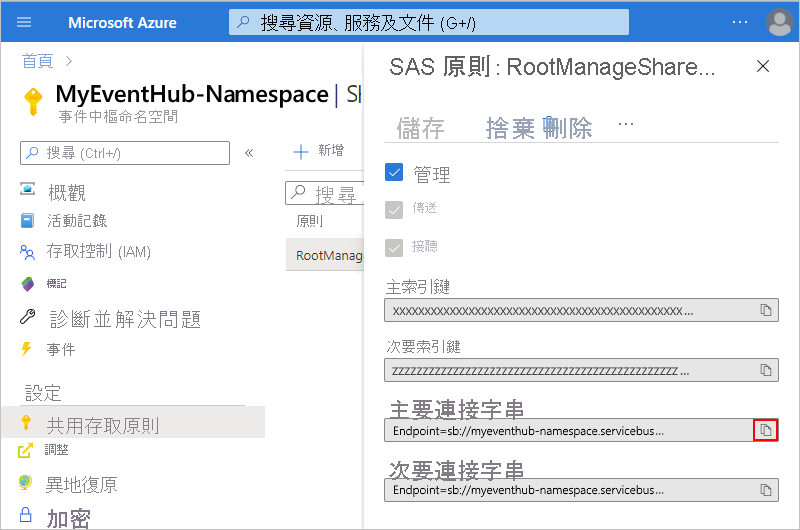 Microsoft Azure
搜尋資源、服務及文件 (G+/)
...
首頁
MyEventHub-Namespace | Sh
事件中樞命名空間
搜尋 (Ctrl+/)
«
概觀
活動記錄
存取控制 (IAM)
標記
診斷並解決問題
事件
設定
共用存取原則
調整
異地復原
加密
新增
搜尋
原則
RootManag
SAS 原則：RootManageShare...
儲存 捨棄 刪除 ...
管理
傳送
接聽
主索引鍵
xxxxxxxxxxxxxxxxxxxxxxxxxxxxxxxxxxxxxxxxxxxxxxxx...
次要索引鍵
zzzzzzzzzzzzzzzzzzzzzzzzzzzzzzzzzzzzzzzzzzzzzzz ...
主要連接字串
Endpoint=sb://myeventhub-namespace.servicebus...
次要連接字串
Endpoint=sb://myeventhub-namespace.servicebus...